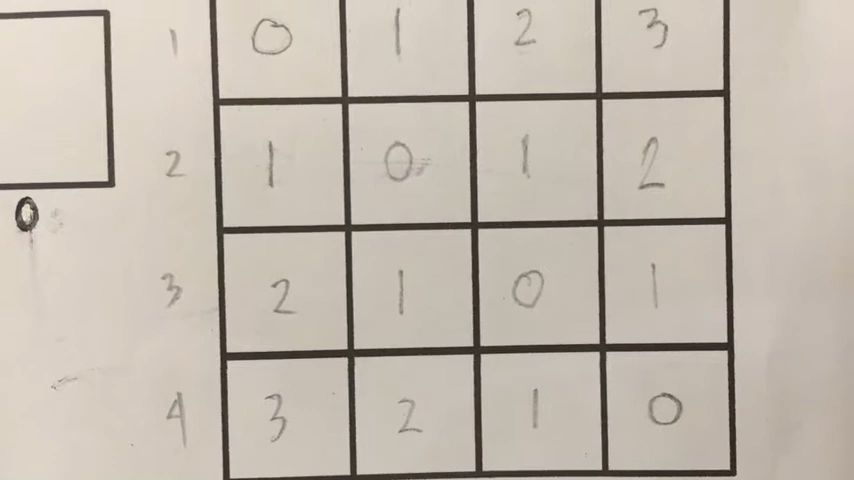 1 0 1 2 3
2 1 0 1 2
0
3 2 1 0 1
4 3 2 1 0